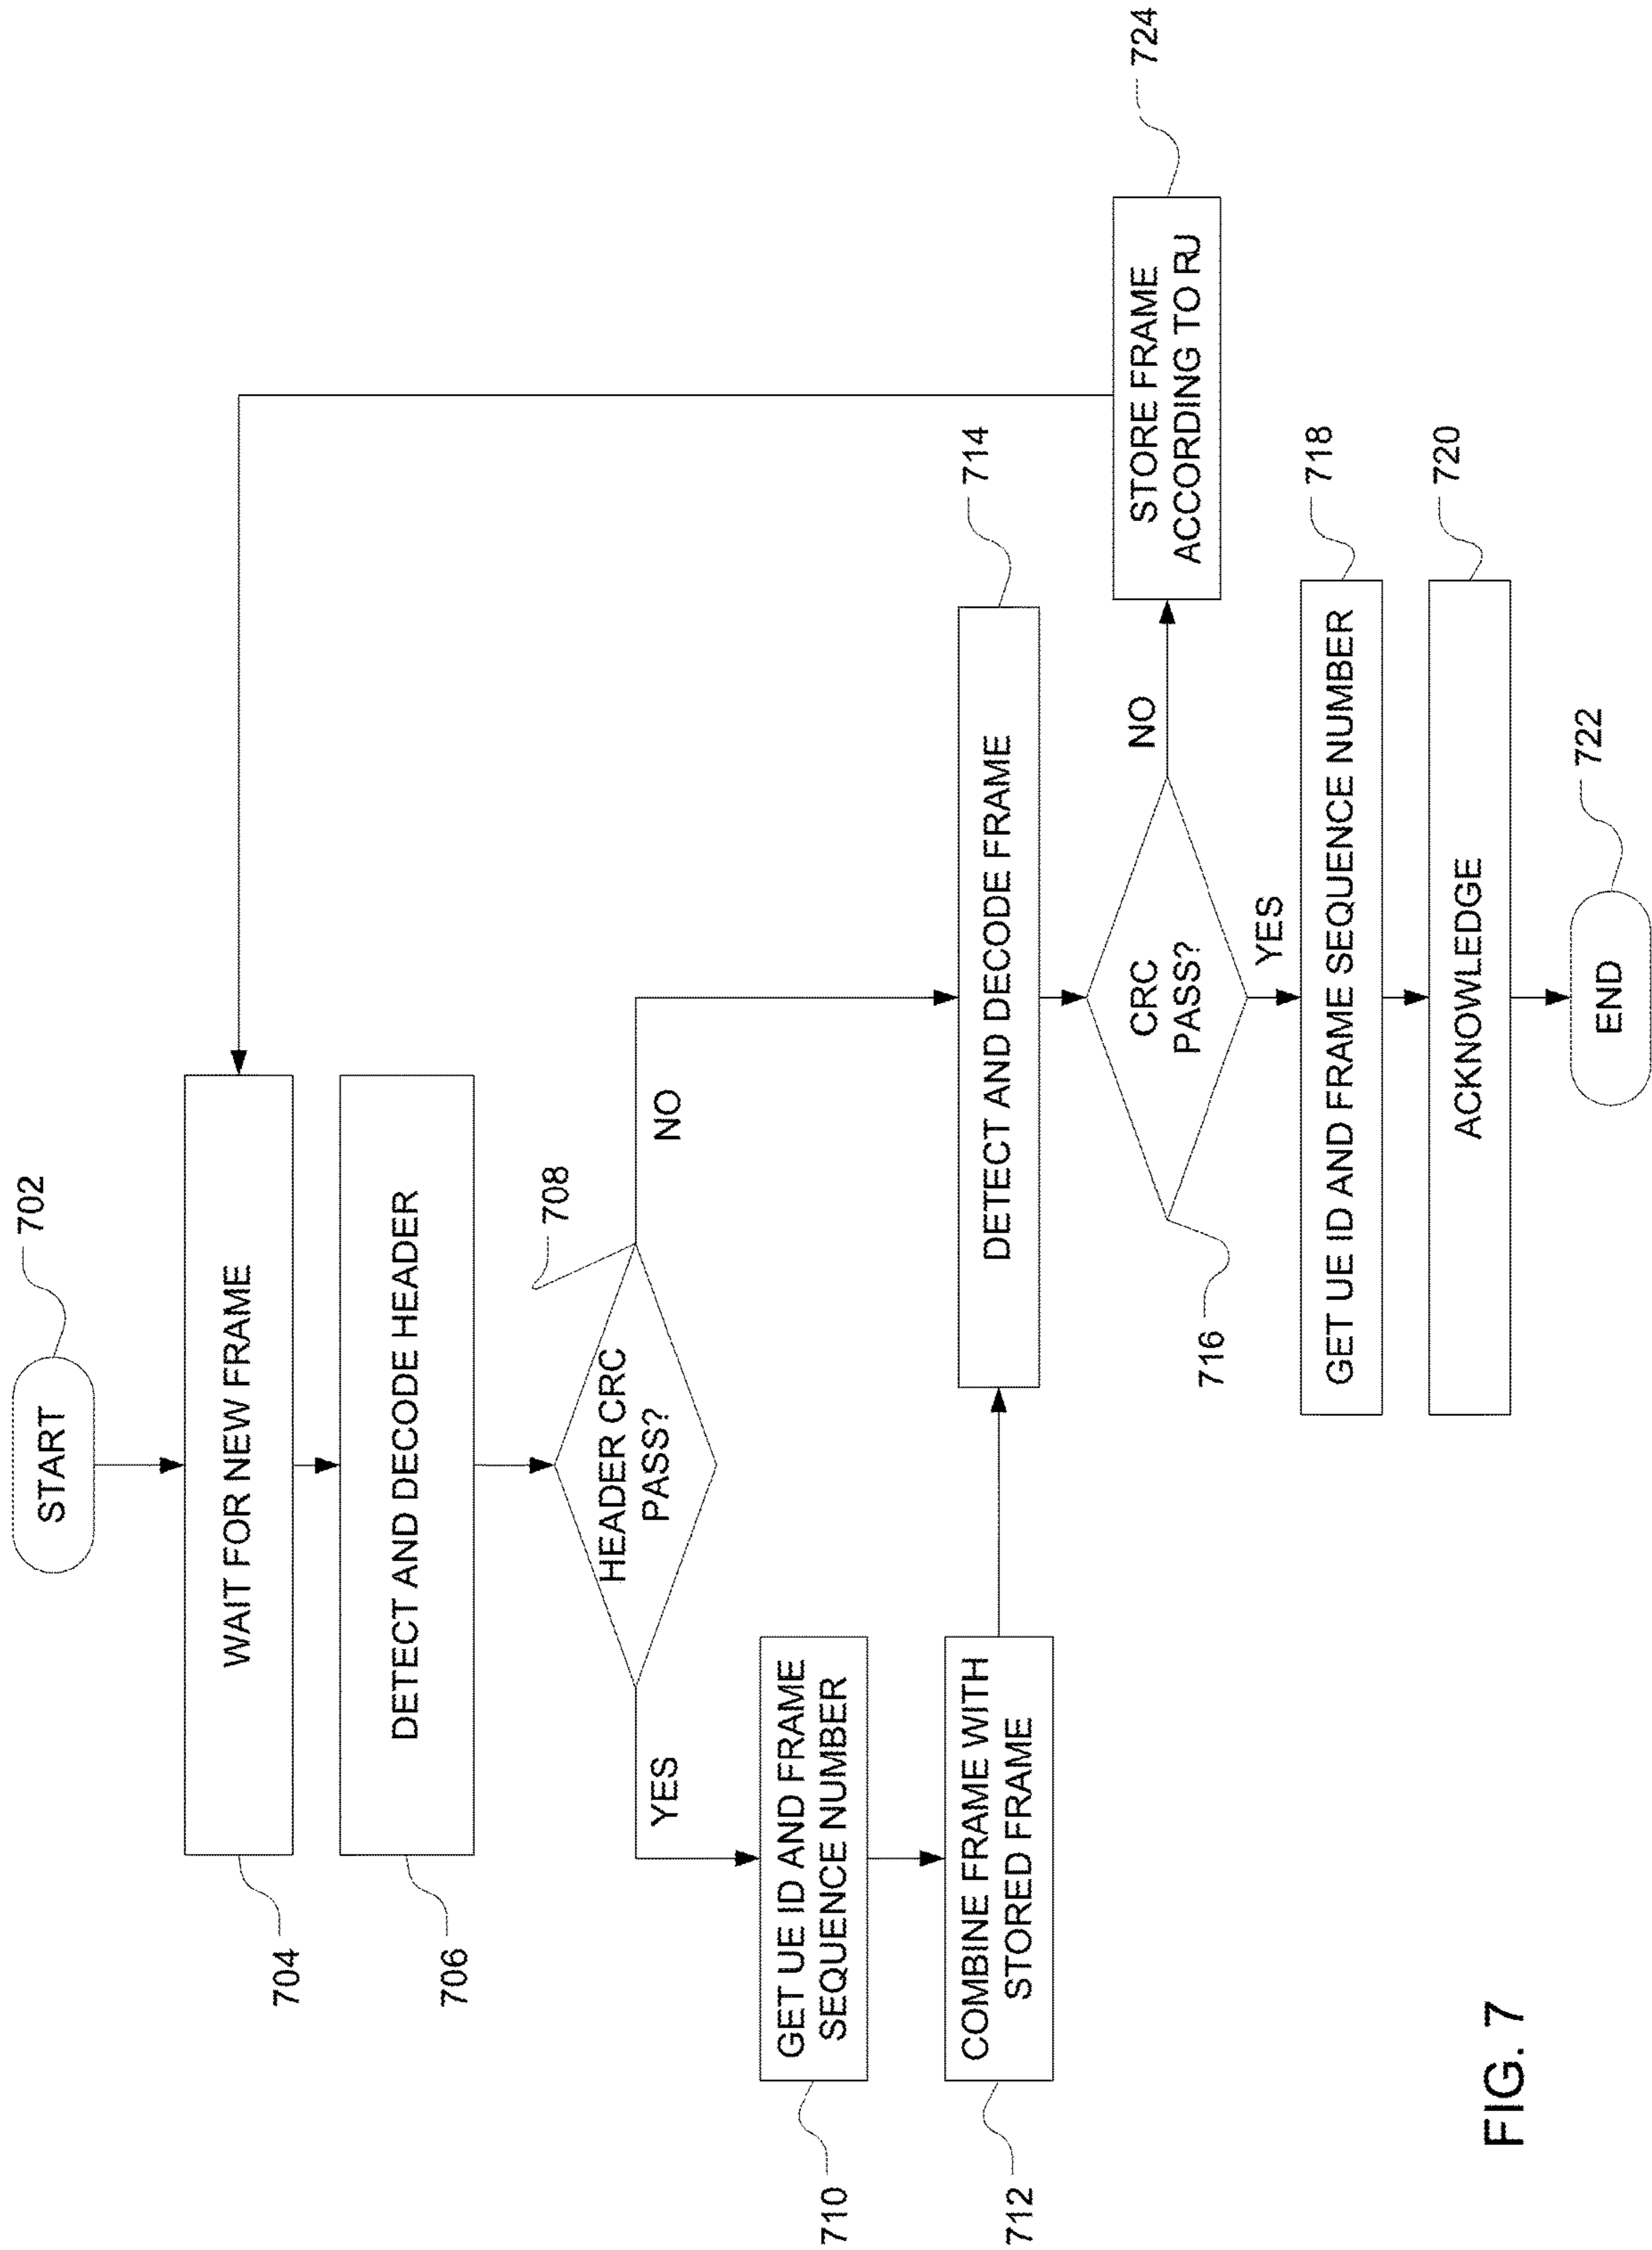 START
702
WAIT FOR NEW FRAME
704
DETECT AND DECODE HEADER
706
HEADER CRC
PASS?
708
YES
NO
GET UE ID AND FRAME
SEQUENCE NUMBER
710
COMBINE FRAME WITH
STORED FRAME
712
DETECT AND DECODE FRAME
714
CRC
PASS?
716
NO
YES
STORE FRAME
ACCORDING TO RJ
724
GET UE ID AND FRAME SEQUENCE NUMBER
718
ACKNOWLEDGE
720
END
722
FIG. 7